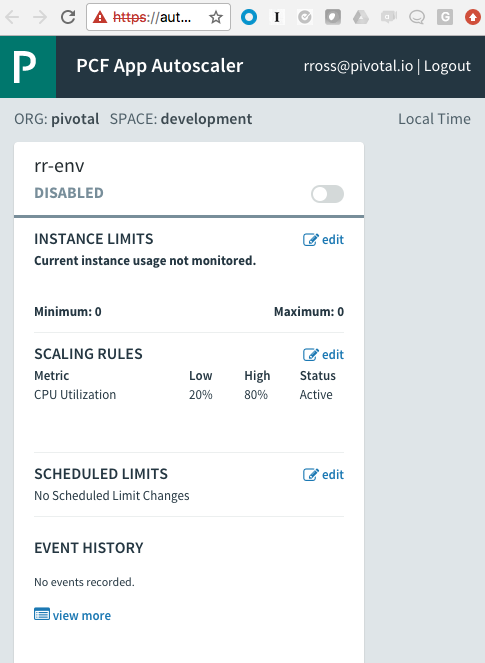 https://aut...
P
PCF App Autoscaler
rross@pivotal.io | Logout
ORG: pivotal SPACE: development
Local Time
rr-env
DISABLED
INSTANCE LIMITS
edit
Current instance usage not monitored.
Minimum: 0 Maximum: 0
SCALING RULES
edit
Metric Low High Status
CPU Utilization 20% 80% Active
SCHEDULED LIMITS
edit
No Scheduled Limit Changes
EVENT HISTORY
No events recorded.
view more